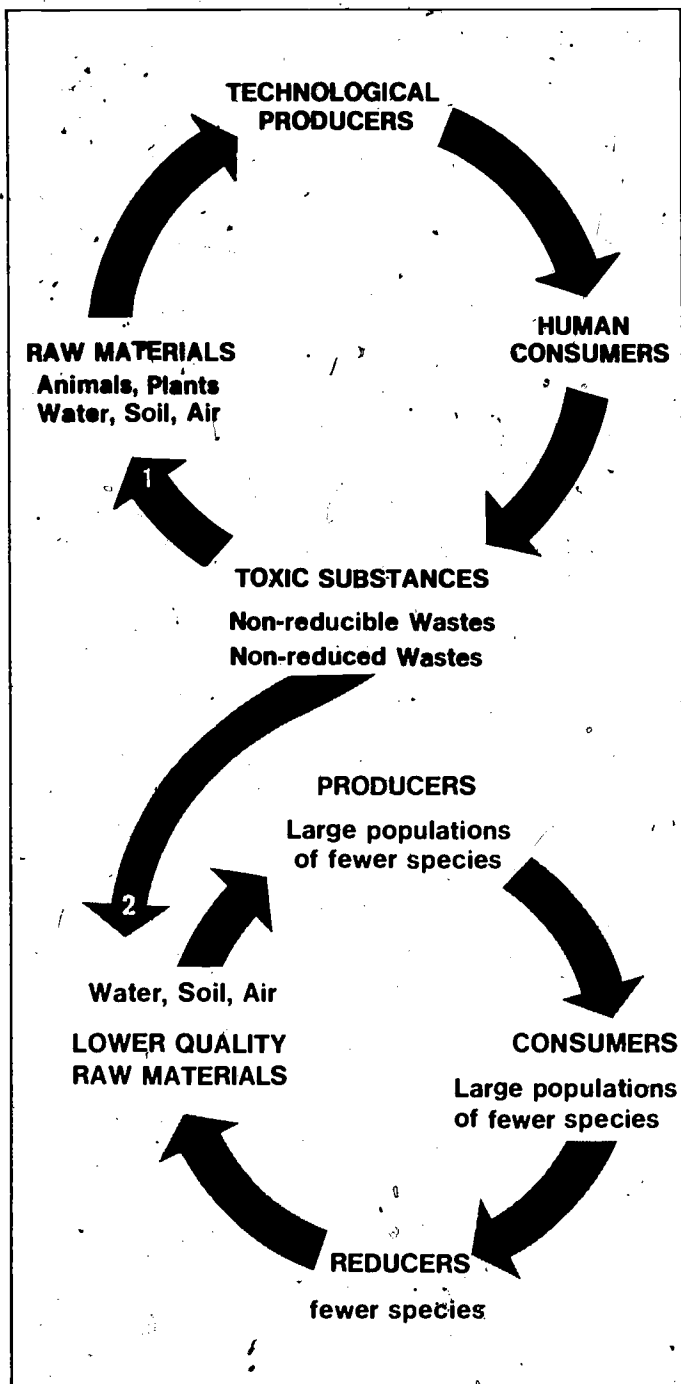 TECHNOLOGICAL
PRODUCERS
HUMAN
CONSUMERS
RAW MATERIALS
Animals, Plants
Water, Soil, Air
1
TOXIC SUBSTANCES
Non-reducible Wastes
Non-reduced Wastes
PRODUCERS
Large populations
of fewer species
2
Water, Soil, Air
LOWER QUALITY
RAW MATERIALS
CONSUMERS
Large populations
of fewer species
REDUCERS
fewer species